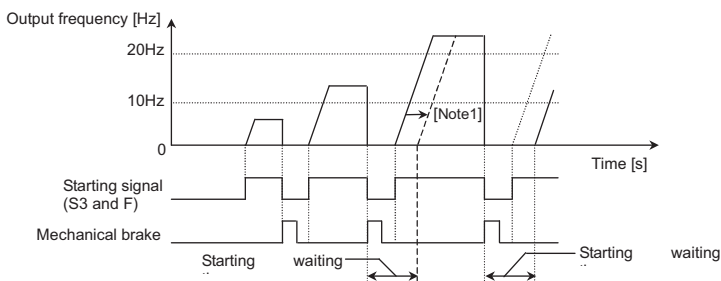 Output frequency [Hz]
20Hz
10Hz
[Note1]
0
Time [s]
Starting signal
(S3 and F)
Mechanical brake
Starting waiting
Starting waiting